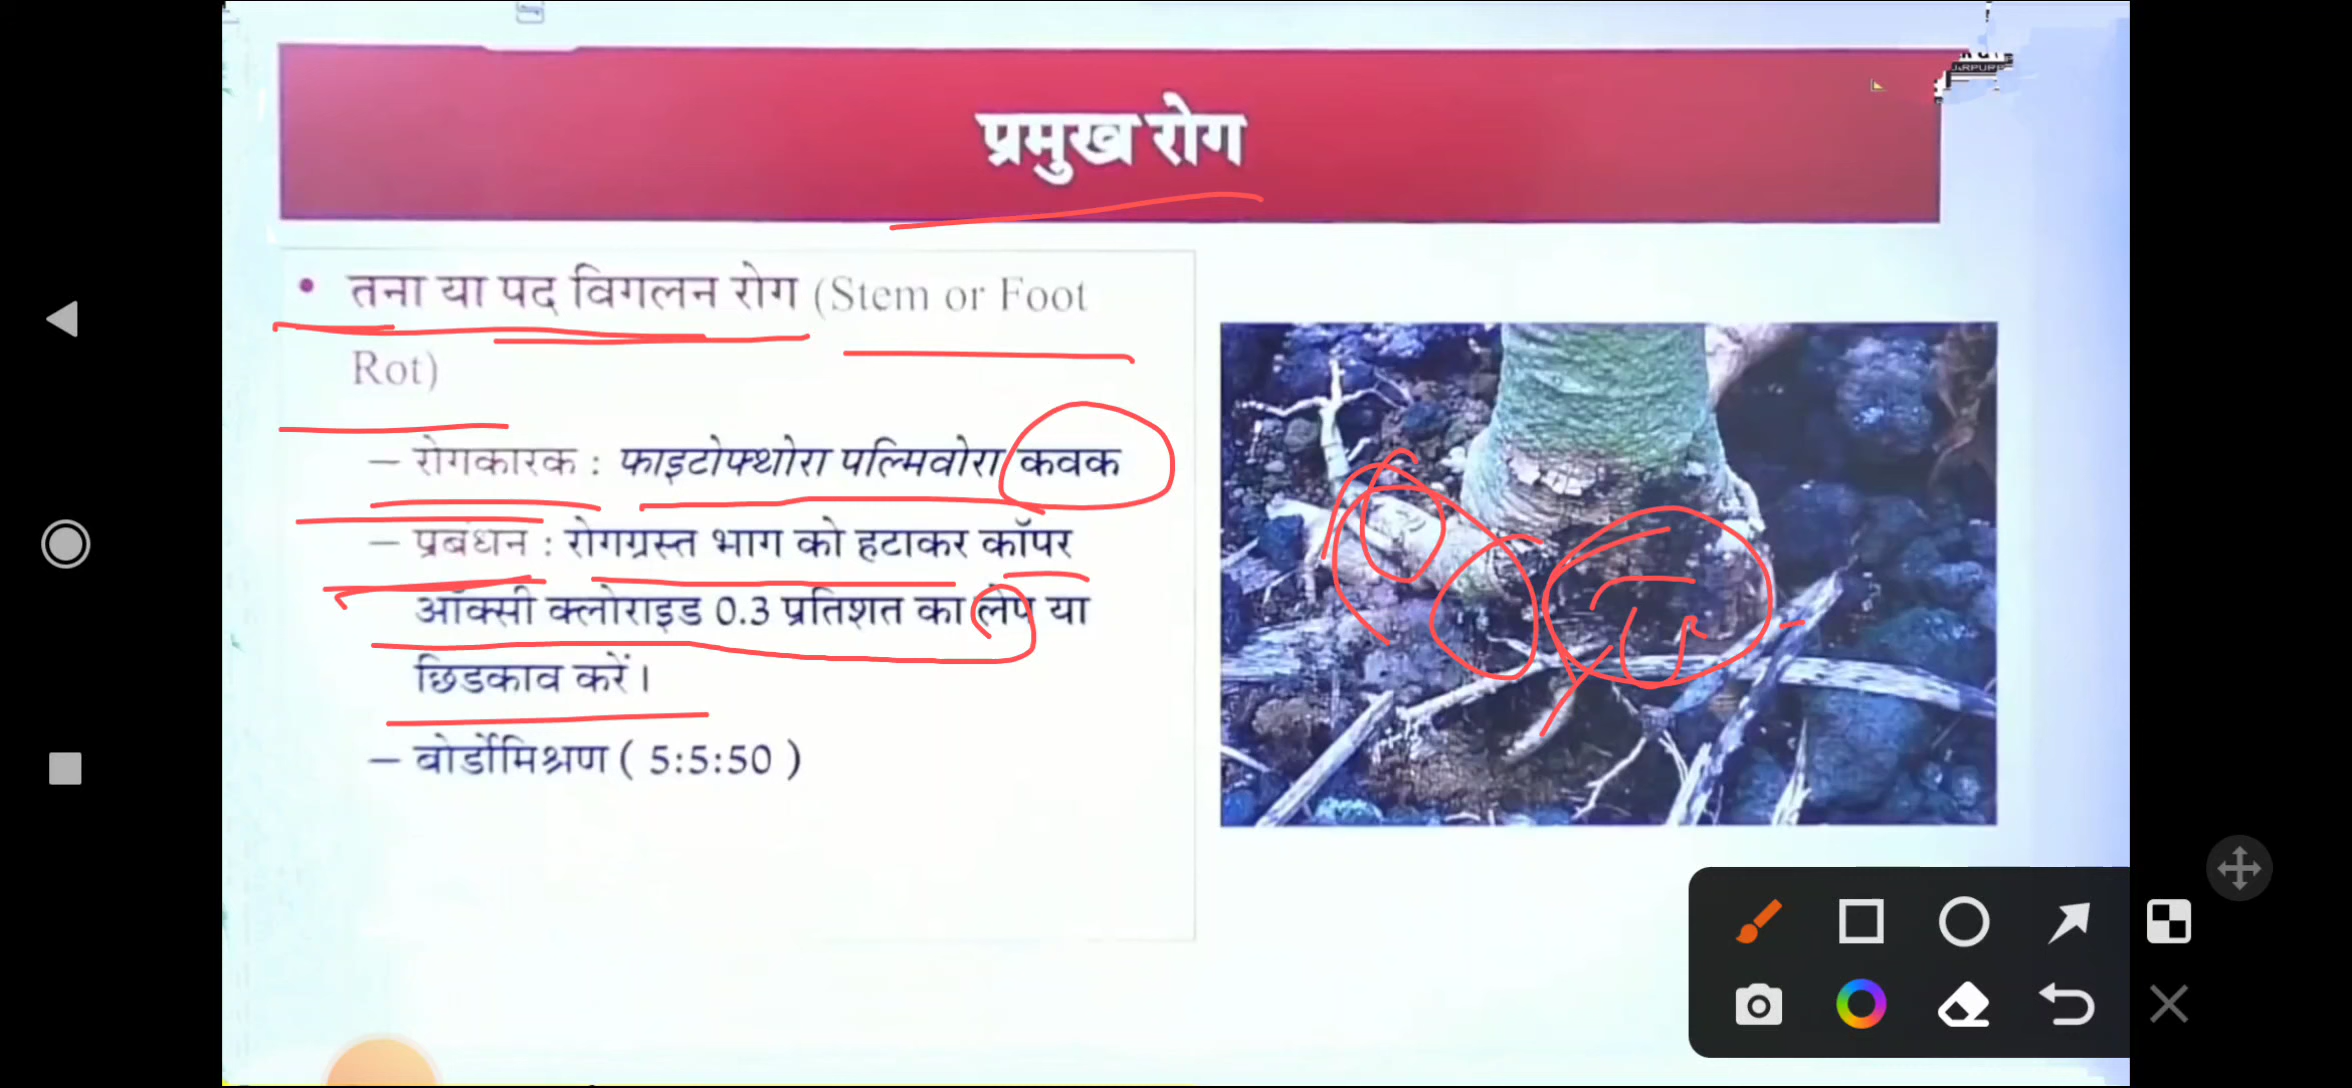 प्रमुख रोग
• तना या पद विगलन रोग (Stem or Foot
Rot)
– रोगकारक : फाइटोफ्थोरा पल्मिवोरा कवक
– प्रबंधन : रोगग्रस्त भाग को हटाकर कॉपर
ऑक्सी क्लोराइड 0.3 प्रतिशत का लेप या
छिडकाव करें।
– बोर्डोमिश्रण ( 5:5:50 )